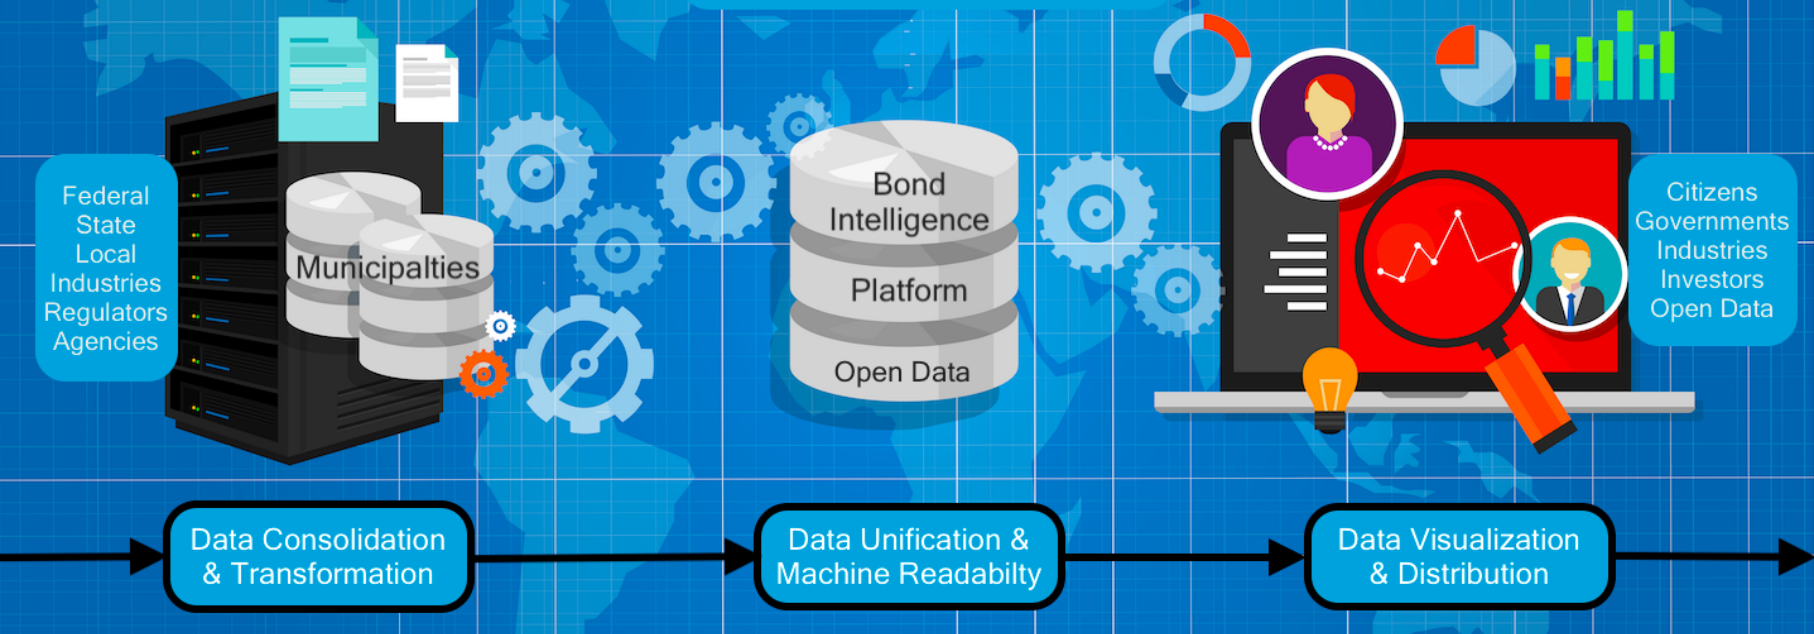 Federal
State
Local
Industries
Regulators
Agencies
Municipalties
Bond
Intelligence
Platform
Open Data
Citizens
Governments
Industries
Investors
Open Data
Data Consolidation
& Transformation
Data Unification &
Machine Readabilty
Data Visualization
& Distribution